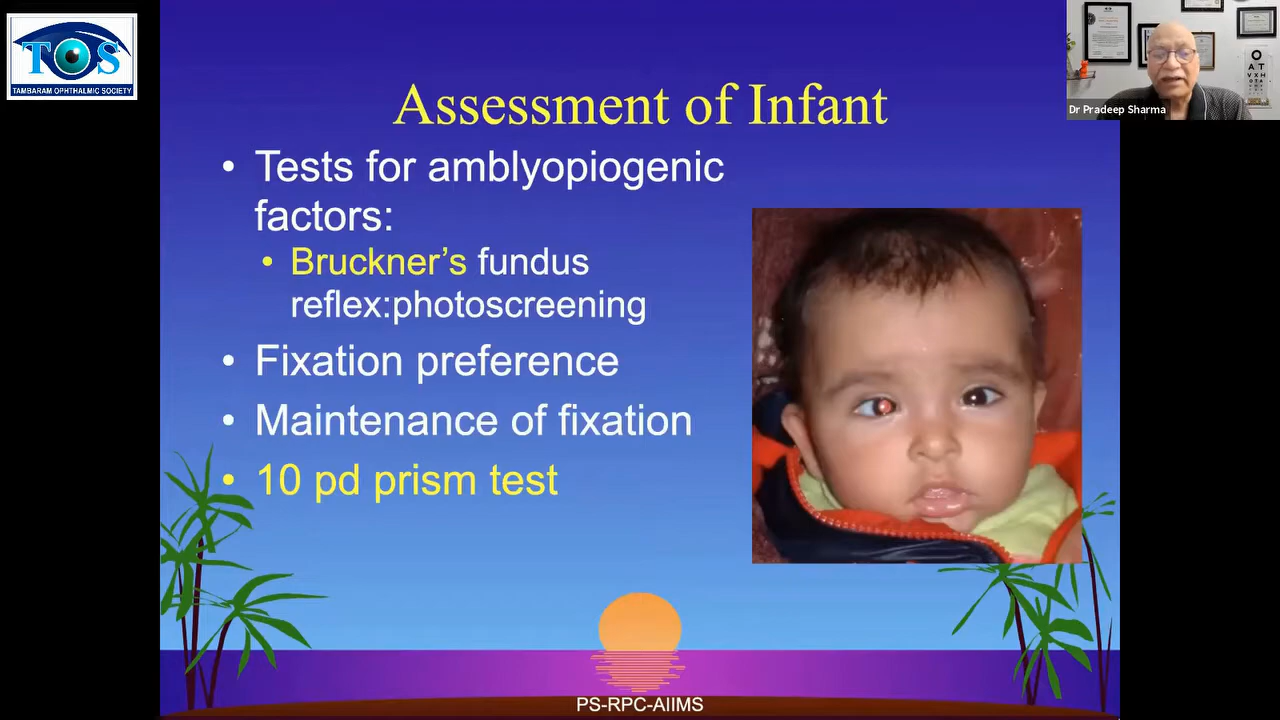 TOS
TAMBARAM OPHTHALMIC SOCIETY
Dr Pradeep Sharma
Assessment of Infant
• Tests for amblyopiogenic
factors:
• Bruckner's fundus
reflex:photoscreening
• Fixation preference
• Maintenance of fixation
• 10 pd prism test
PS-RPC-AIIMS